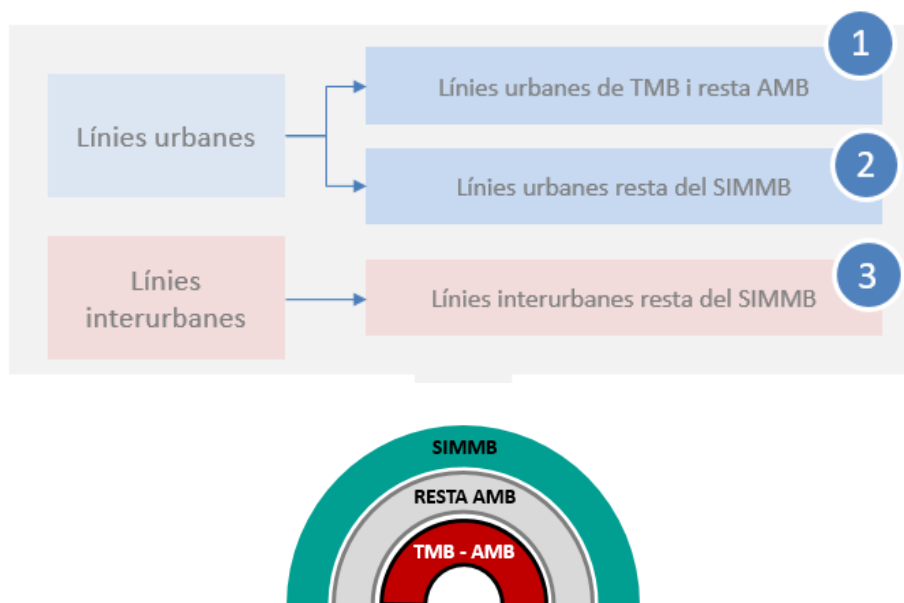 1
Línies urbanes de TMB i resta AMB
Línies urbanes
2
Línies urbanes resta del SIMMB
3
Línies
interurbanes
Línies interurbanes resta del SIMMB
SIMMB
RESTA AMB
TMB - AMB